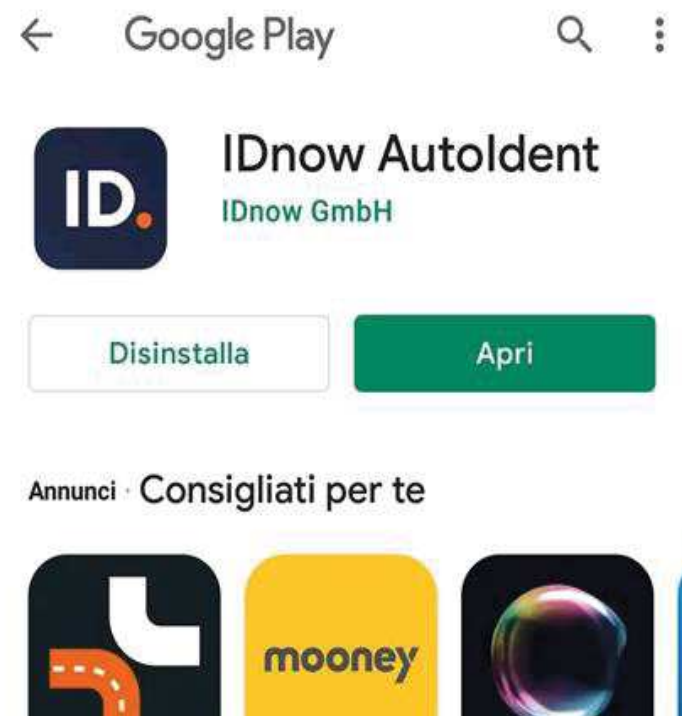 Google Play
ID.
IDnow AutoIdent
IDnow GmbH
Disinstalla
Apri
Annunci · Consigliati per te
mooney